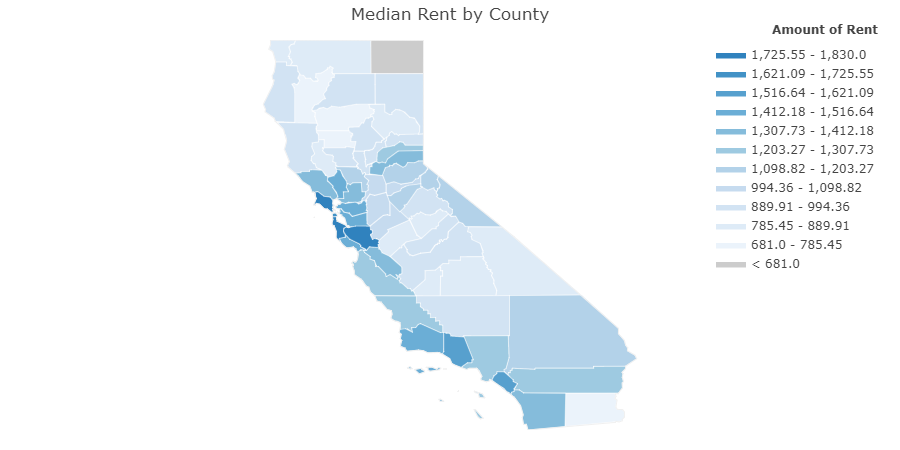 Median Rent by County
Amount of Rent
1,725.55 - 1,830.0
1,621.09 - 1,725.55
1,516.64 - 1,621.09
1,412.18 - 1,516.64
1,307.73 - 1,412.18
1,203.27 - 1,307.73
1,098.82 - 1,203.27
994.36 - 1,098.82
889.91 - 994.36
785.45 - 889.91
681.0 - 785.45
< 681.0